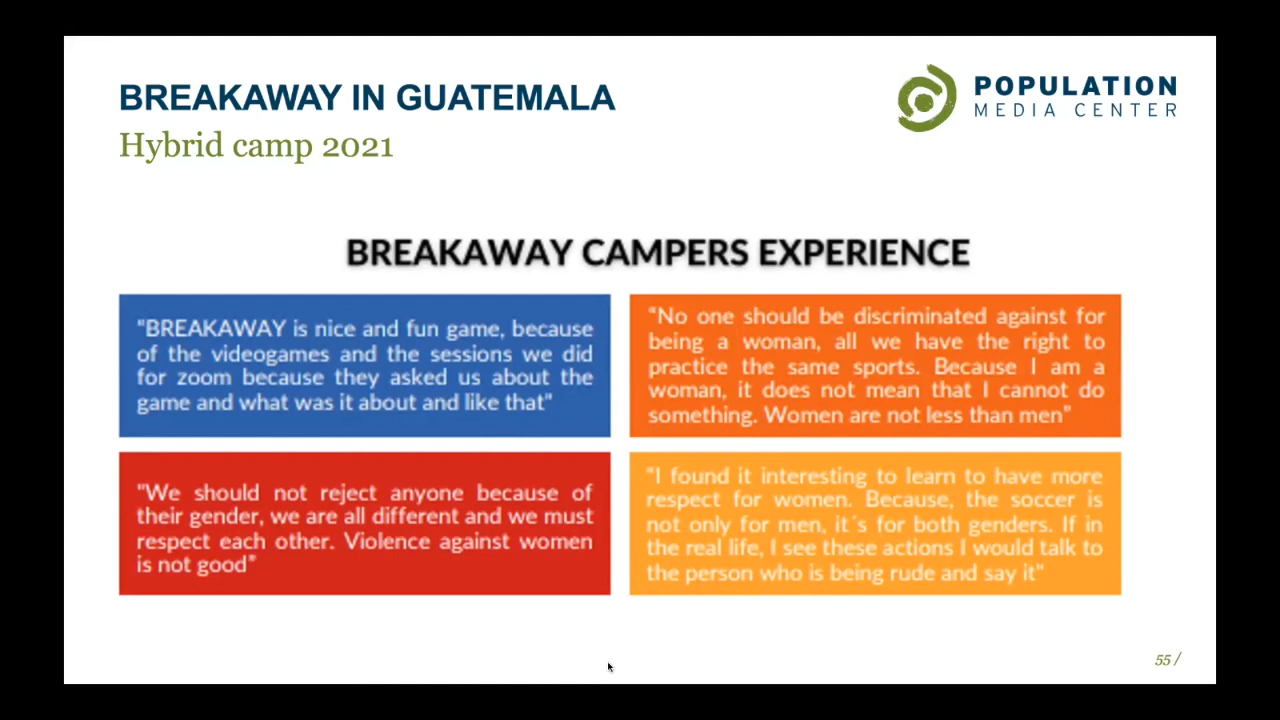 BREAKAWAY IN GUATEMALA
Hybrid camp 2021
POPULATION
MEDIA CENTER
BREAKAWAY CAMPERS EXPERIENCE
"BREAKAWAY is nice and fun game, because
of the videogames and the sessions we did
for zoom because they asked us about the
game and what was it about and like that"
"No one should be discriminated against for
being a woman, all we have the right to
practice the same sports. Because I am a
woman, it does not mean that I cannot do
something. Women are not less than men"
"We should not reject anyone because of
their gender, we are all different and we must
respect each other. Violence against women
is not good"
"I found it interesting to learn to have more
respect for women. Because, the soccer is
not only for men, it´s for both genders. If in
the real life, I see these actions I would talk to
the person who is being rude and say it"
55 /